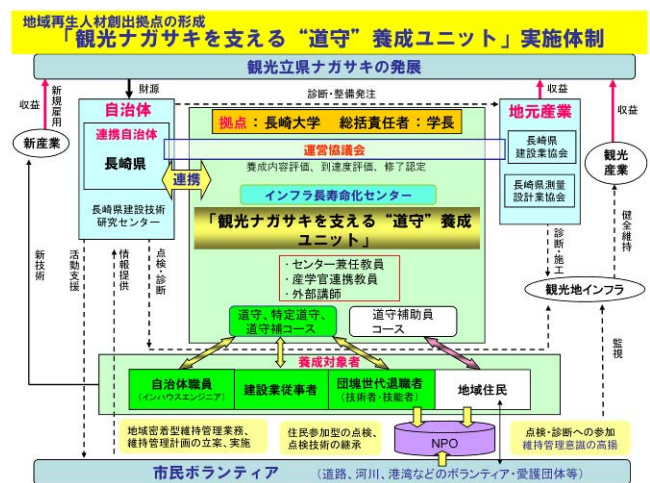 地域再生人材創出拠点の形成
「観光ナガサキを支える“道守”養成ユニット」実施体制
観光立県ナガサキの発展
収益
新規雇用
財源
診断・整備発注
収益
収益
新産業
自治体
連携自治体
長崎県
長崎県建設技術
研究センター
連携
拠点：長崎大学　総括責任者：学長
運営協議会
養成内容評価、到達度評価、修了認定
インフラ長寿命化センター
「観光ナガサキを支える“道守”養成
ユニット」
・センター兼任教員
・産学官連携教員
・外部講師
道守、特定道守、
道守補コース
道守補助員
コース
地元産業
長崎県
建設業協会
長崎県測量
設計業協会
観光
産業
健全維持
診断・施工
観光地インフラ
監視
新技術
活動支援
情報提供
点検・診断
養成対象者
自治体職員
（インハウスエンジニア）
建設業従事者
団塊世代退職者
（技術者・技能者）
地域住民
地域密着型維持管理業務、
維持管理計画の立案、実施
住民参加型の点検、
点検技術の継承
NPO
点検・診断への参加
維持管理意識の高揚
市民ボランティア　（道路、河川、港湾などのボランティア・愛護団体等）